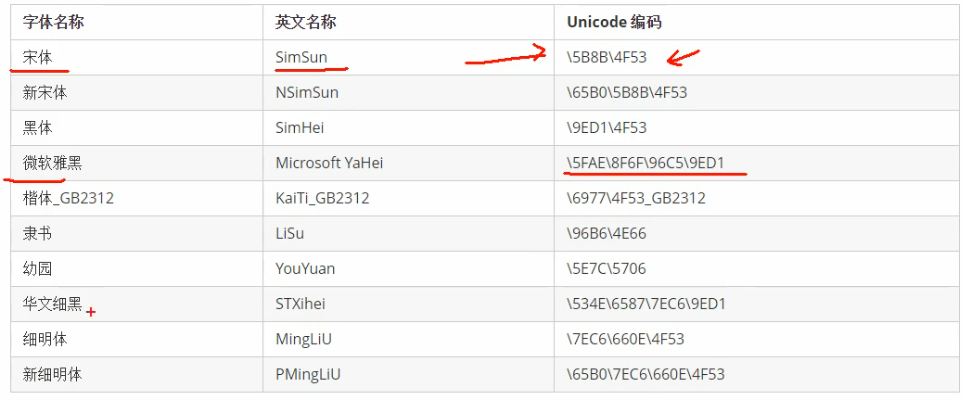 字体名称 英文名称 Unicode 编码
宋体 SimSun \5B8B\4F53
新宋体 NSimSun \65B0\5B8B\4F53
黑体 SimHei \9ED1\4F53
微软雅黑 Microsoft YaHei \5FAE\8F6F\96C5\9ED1
楷体_GB2312 KaiTi_GB2312 \6977\4F53_GB2312
隶书 LiSu \96B6\4E66
幼园 YouYuan \5E7C\5706
华文细黑 STXihei \534E\6587\7EC6\9ED1
细明体 MingLiU \7EC6\660E\4F53
新细明体 PMingLiU \65B0\7EC6\660E\4F53